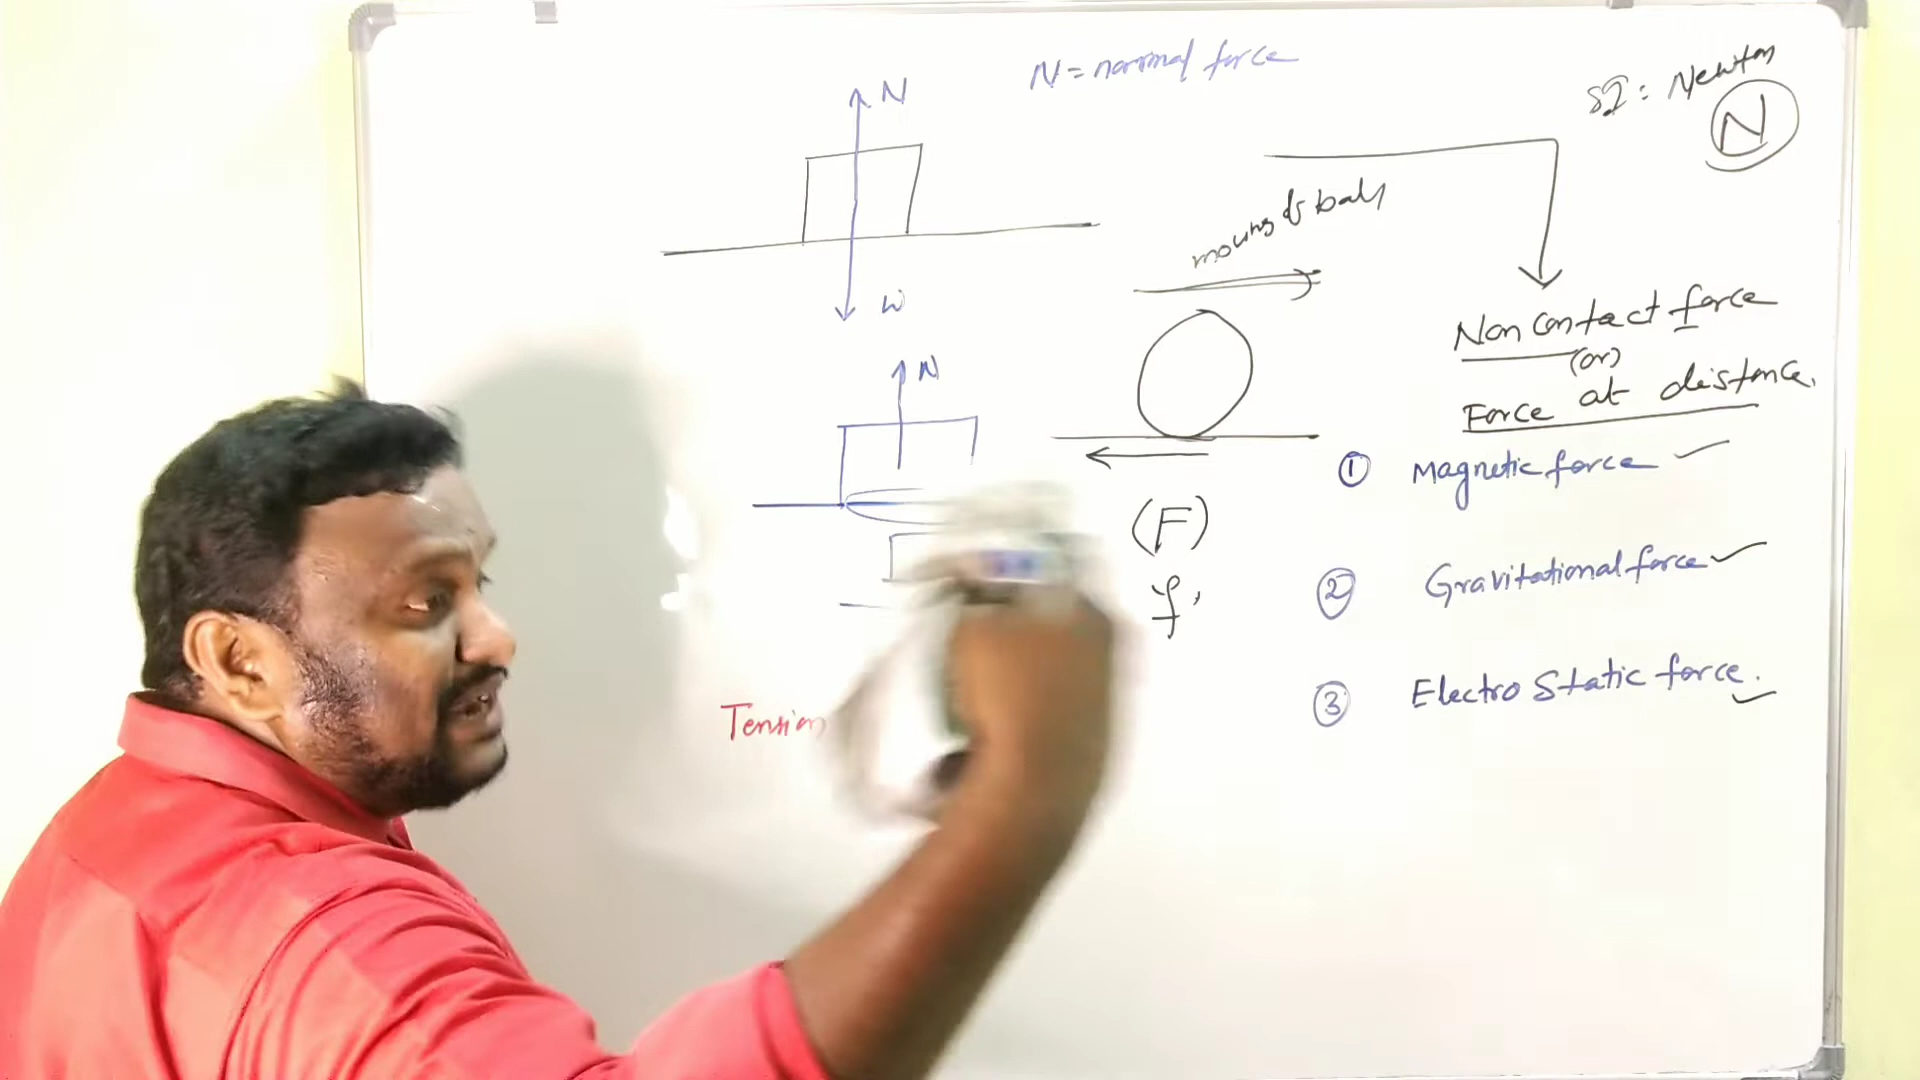 N = normal force
SI : Newton
N
N
W
moving of ball
Non Contact force
(or)
Force at distance.
N
① Magnetic force
(F)
f,
② Gravitational force
③ Electro Static force.
Tension